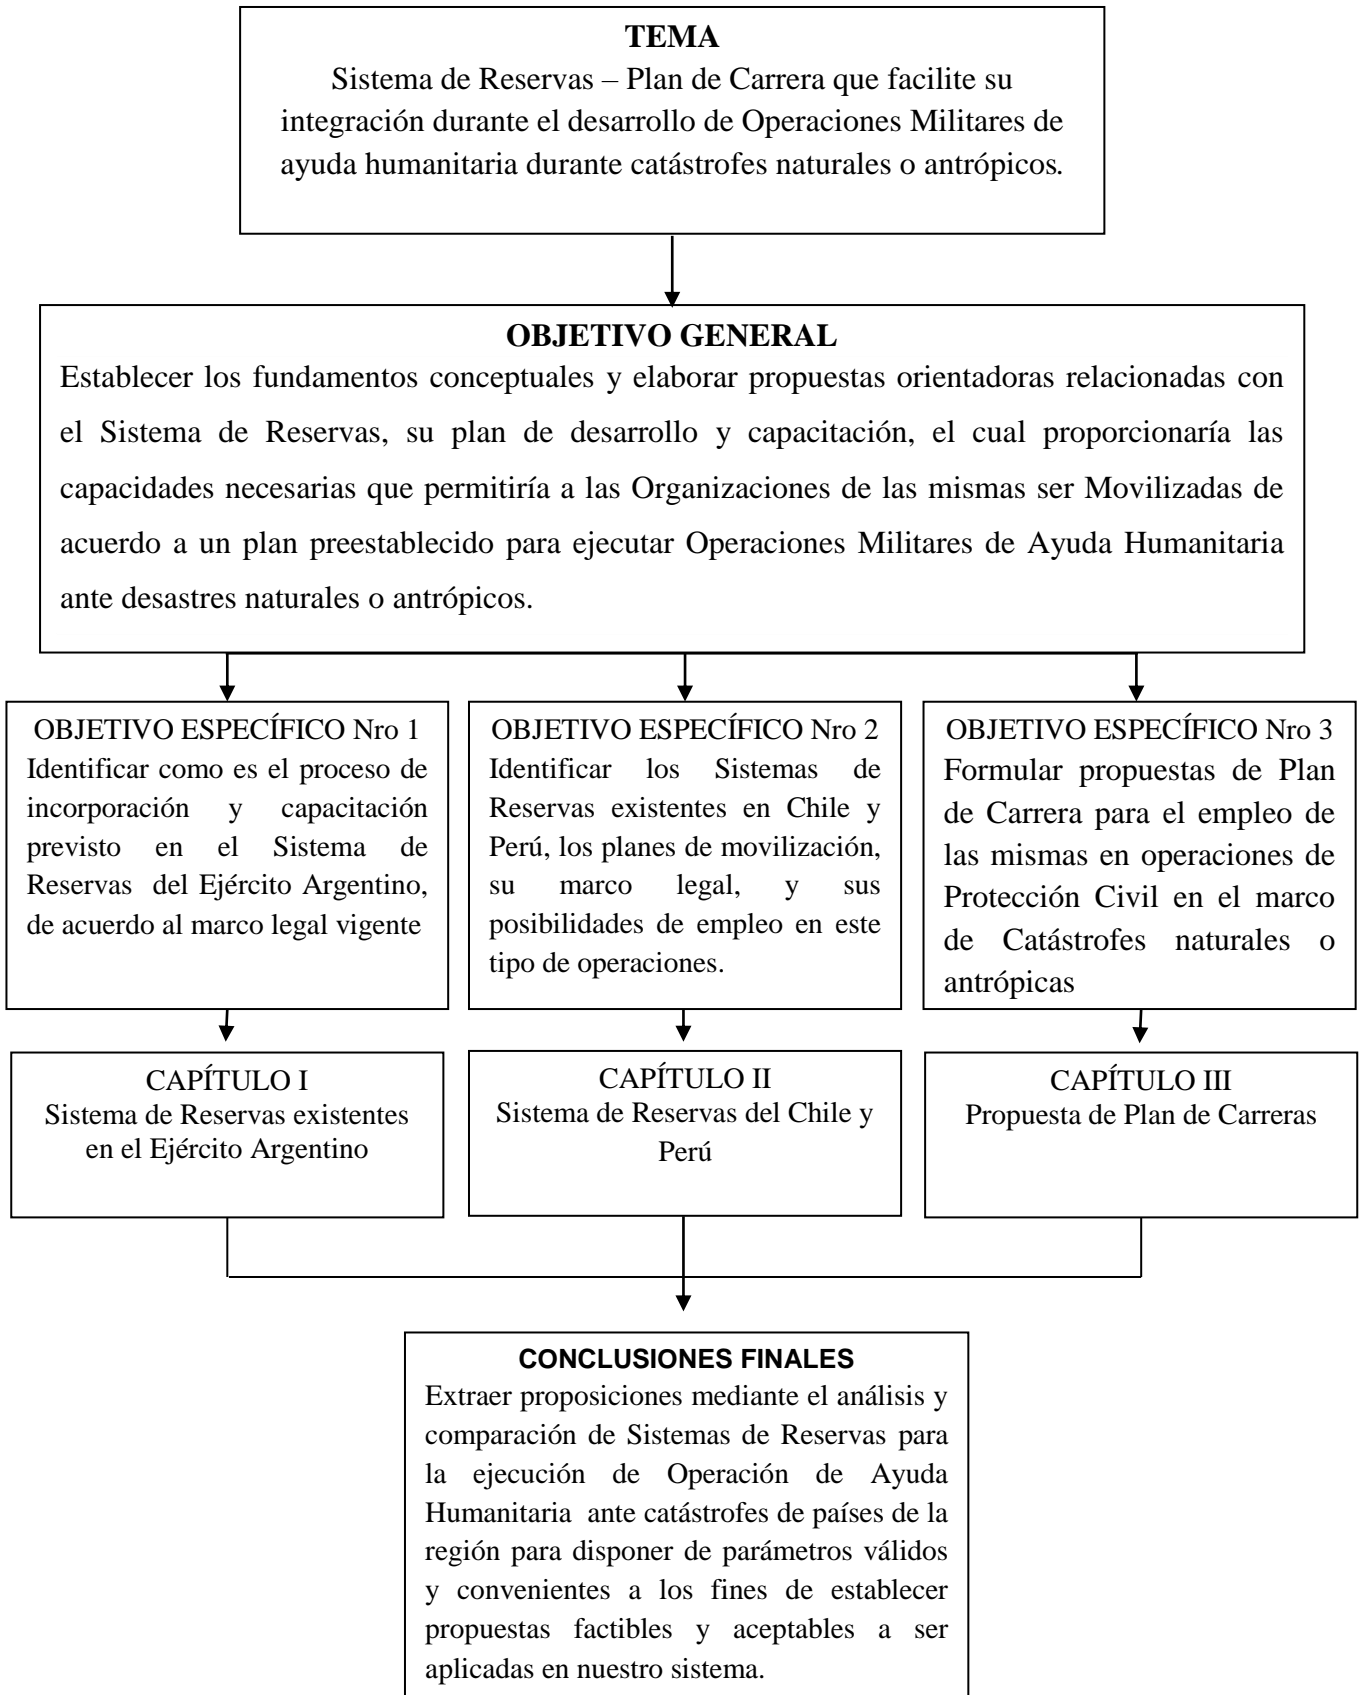 TEMA
Sistema de Reservas – Plan de Carrera que facilite su
integración durante el desarrollo de Operaciones Militares de
ayuda humanitaria durante catástrofes naturales o antrópicos.
OBJETIVO GENERAL
Establecer los fundamentos conceptuales y elaborar propuestas orientadoras relacionadas con
el Sistema de Reservas, su plan de desarrollo y capacitación, el cual proporcionaría las
capacidades necesarias que permitiría a las Organizaciones de las mismas ser Movilizadas de
acuerdo a un plan preestablecido para ejecutar Operaciones Militares de Ayuda Humanitaria
ante desastres naturales o antrópicos.
OBJETIVO ESPECÍFICO Nro 1
Identificar como es el proceso de
incorporación y capacitación
previsto en el Sistema de
Reservas del Ejército Argentino,
de acuerdo al marco legal vigente
OBJETIVO ESPECÍFICO Nro 2
Identificar los Sistemas de
Reservas existentes en Chile y
Perú, los planes de movilización,
su marco legal, y sus
posibilidades de empleo en este
tipo de operaciones.
OBJETIVO ESPECÍFICO Nro 3
Formular propuestas de Plan
de Carrera para el empleo de
las mismas en operaciones de
Protección Civil en el marco
de Catástrofes naturales o
antrópicas
CAPÍTULO I
Sistema de Reservas existentes
en el Ejército Argentino
CAPÍTULO II
Sistema de Reservas del Chile y
Perú
CAPÍTULO III
Propuesta de Plan de Carreras
CONCLUSIONES FINALES
Extraer proposiciones mediante el análisis y
comparación de Sistemas de Reservas para
la ejecución de Operación de Ayuda
Humanitaria ante catástrofes de países de la
región para disponer de parámetros válidos
y convenientes a los fines de establecer
propuestas factibles y aceptables a ser
aplicadas en nuestro sistema.